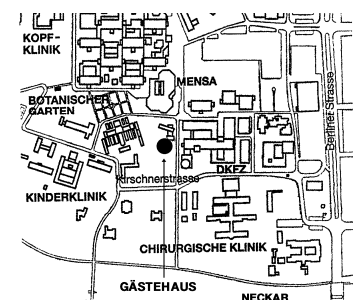 KOPF-
KLINIK
MENSA
BOTANISCHER
GARTEN
Berliner Strasse
DKFZ
Kirschnerstrasse
KINDERKLINIK
CHIRURGISCHE KLINIK
GÄSTEHAUS
NECKAR